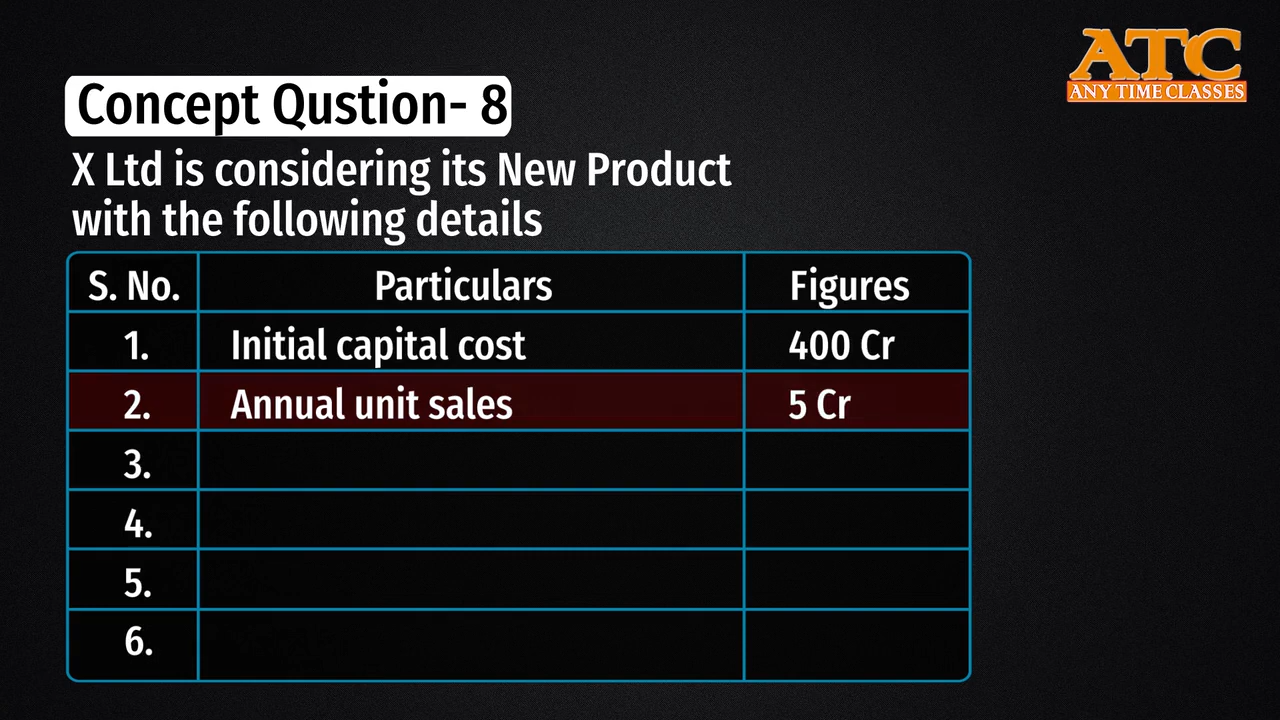 ATC
ANY TIME CLASSES
Concept Qustion- 8
X Ltd is considering its New Product
with the following details
S. No. Particulars Figures
1. Initial capital cost 400 Cr
2. Annual unit sales 5 Cr
3.
4.
5.
6.